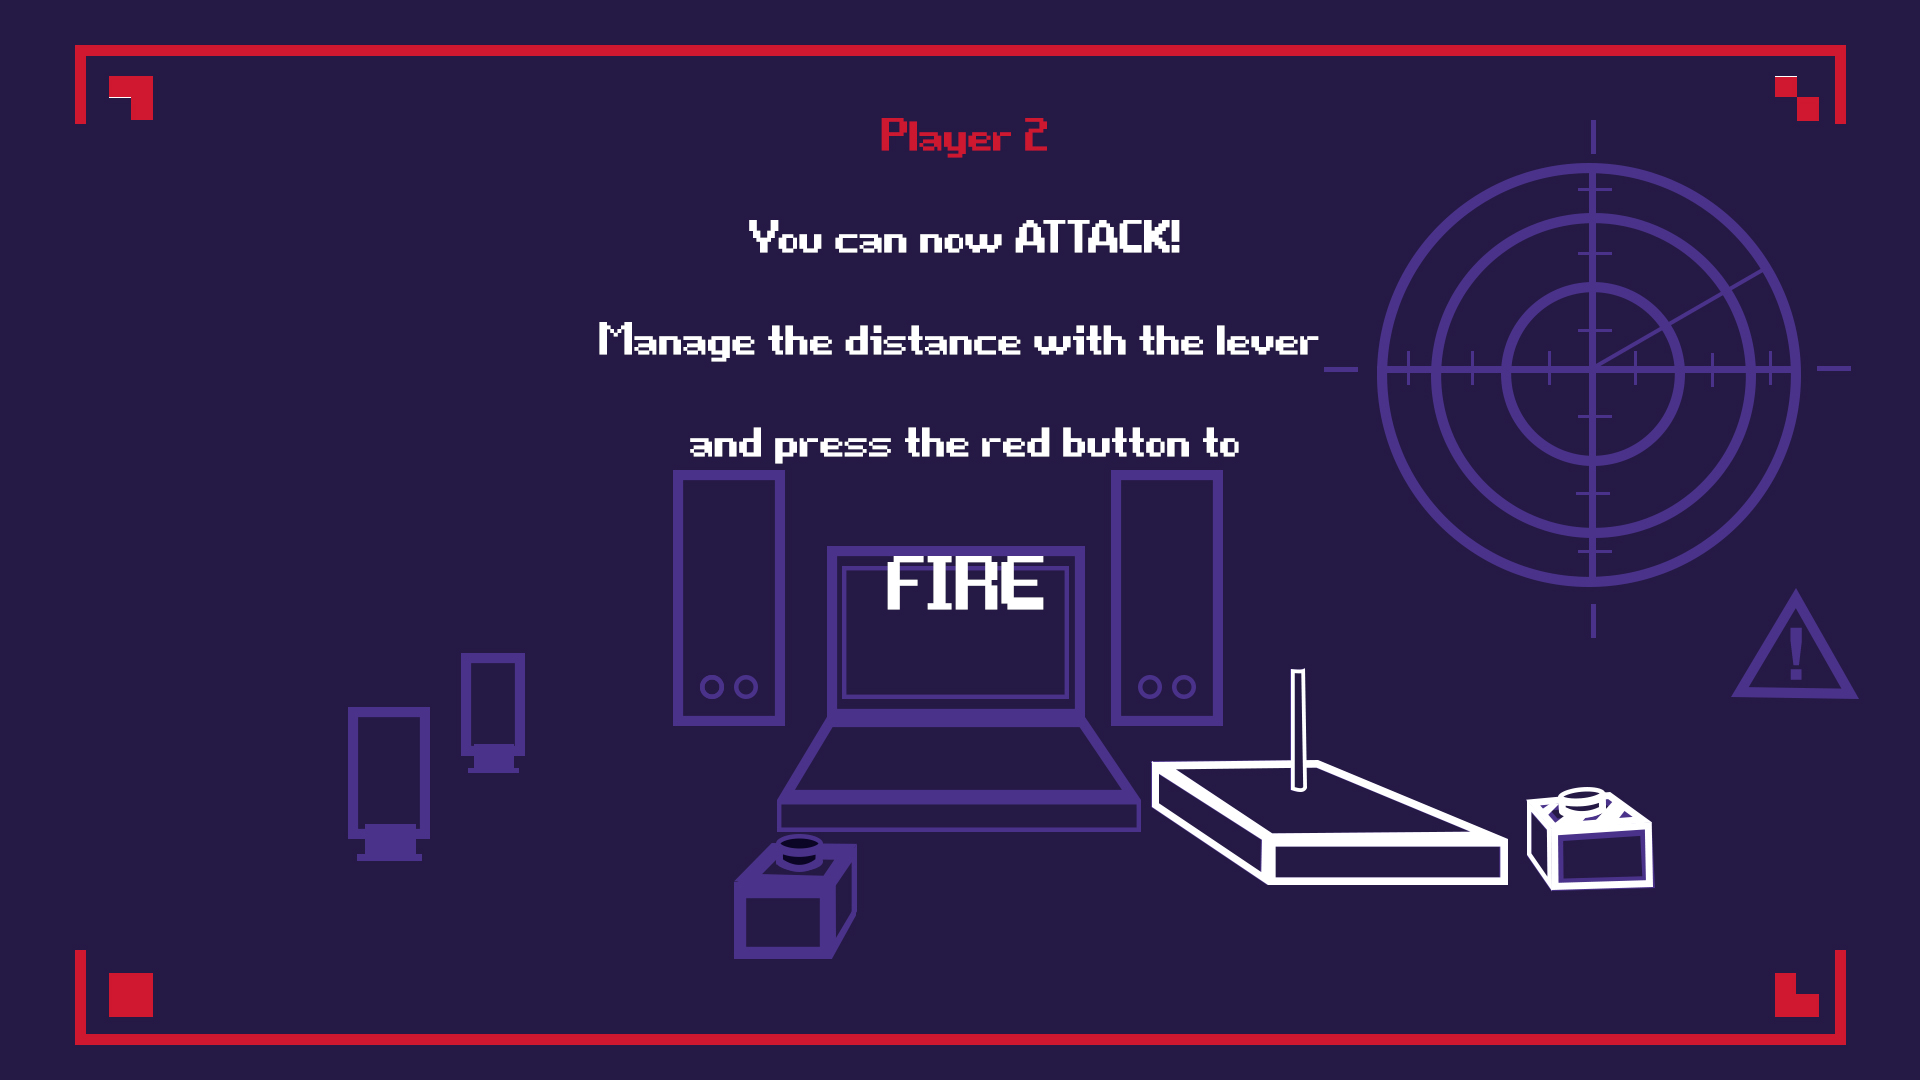 Player 2
You can now ATTACK!
Manage the distance with the lever
and press the red button to
FIRE
!